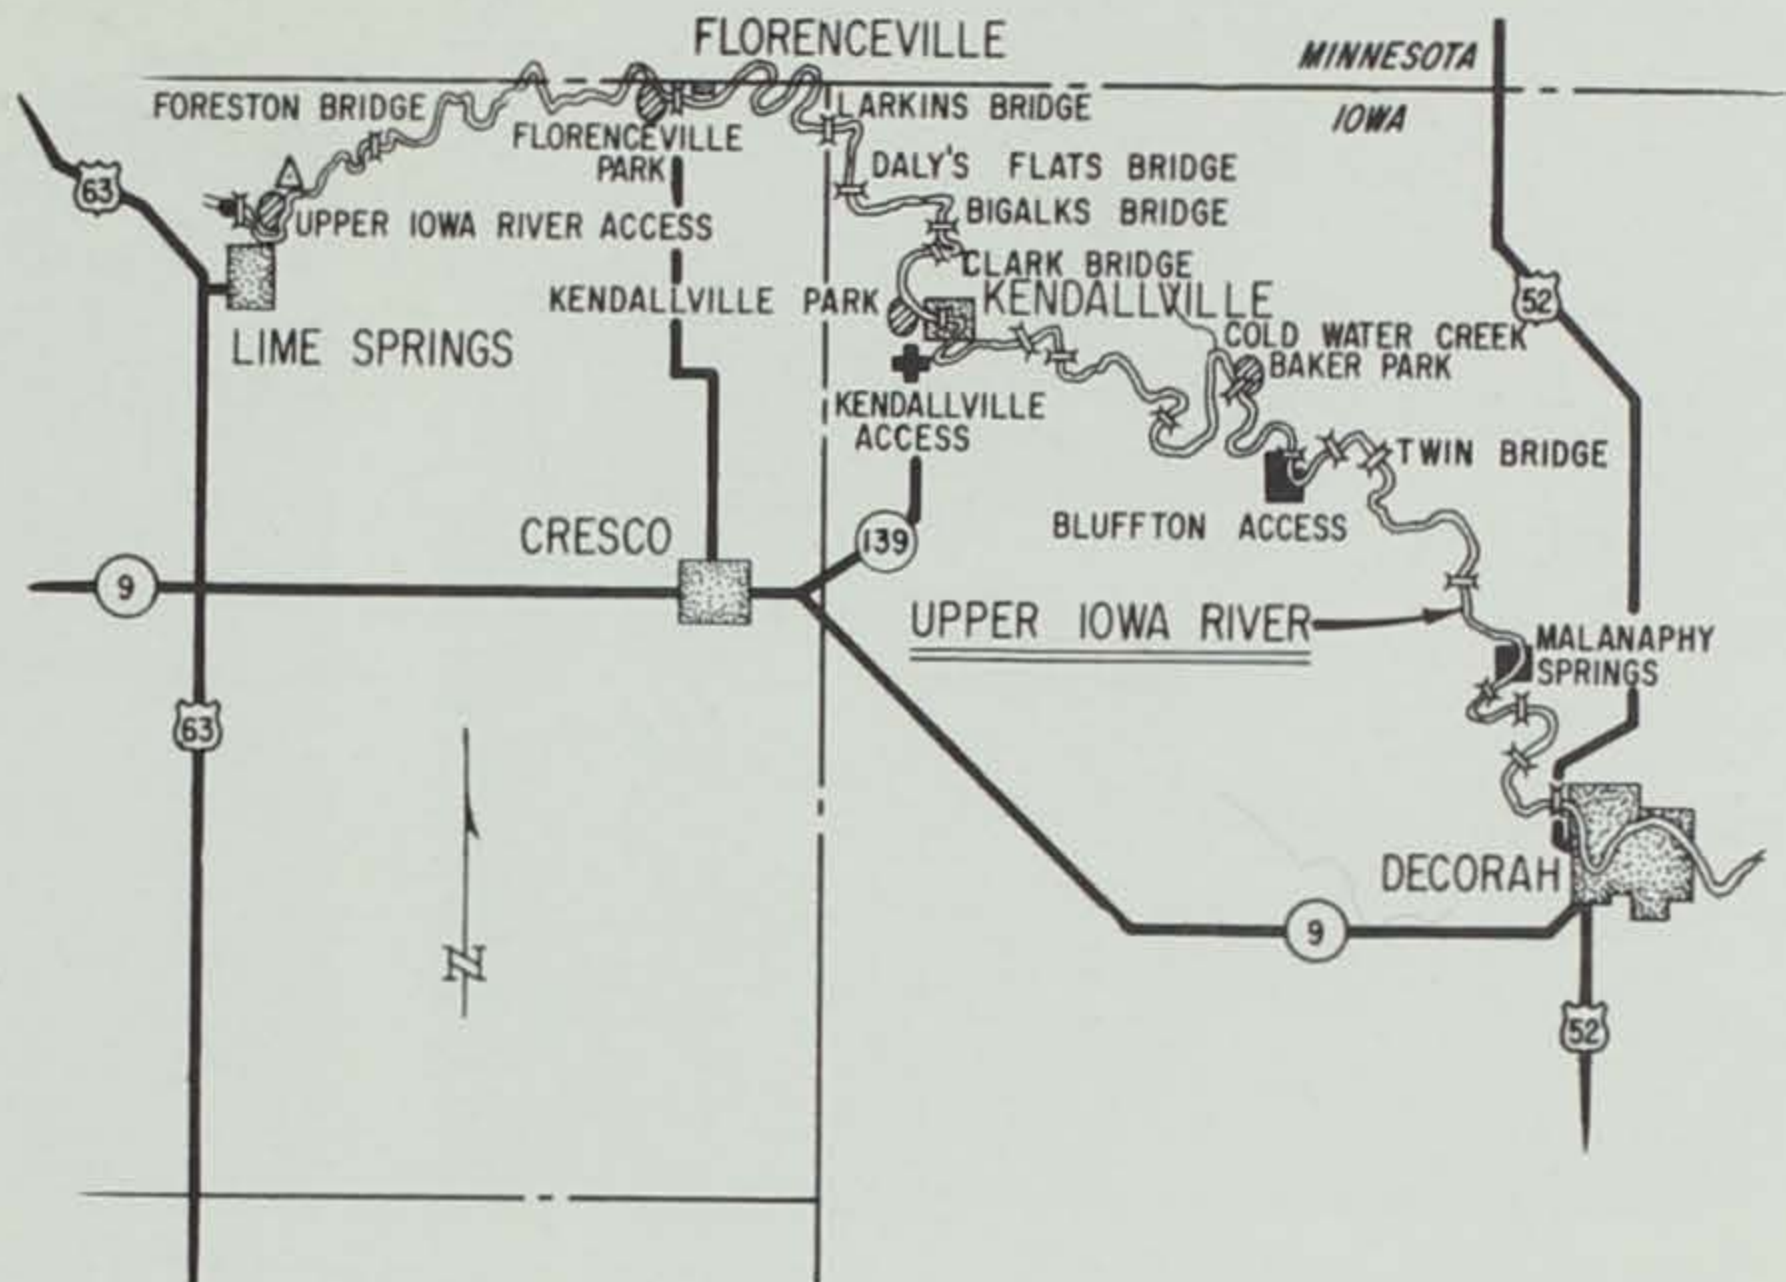 FLORENCEVILLE
MINNESOTA
IOWA
FORESTON BRIDGE
LARKINS BRIDGE
FLORENCEVILLE
PARK
DALY'S FLATS BRIDGE
63
BIGALKS BRIDGE
UPPER IOWA RIVER ACCESS
CLARK BRIDGE
KENDALLVILLE PARK
KENDALLVILLE
52
LIME SPRINGS
COLD WATER CREEK
BAKER PARK
KENDALLVILLE
ACCESS
TWIN BRIDGE
BLUFFTON ACCESS
CRESCO
139
9
UPPER IOWA RIVER
MALANAPHY
SPRINGS
63
N
DECORAH
9
52